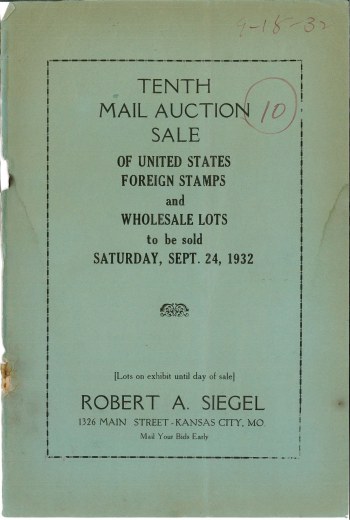 9-18-32
TENTH
MAIL AUCTION
10
SALE
OF UNITED STATES
FOREIGN STAMPS
and
WHOLESALE LOTS
to be sold
SATURDAY, SEPT. 24, 1932
[Lots on exhibit until day of sale]
ROBERT A. SIEGEL
1326 MAIN STREET-KANSAS CITY, MO.
Mail Your Bids Early